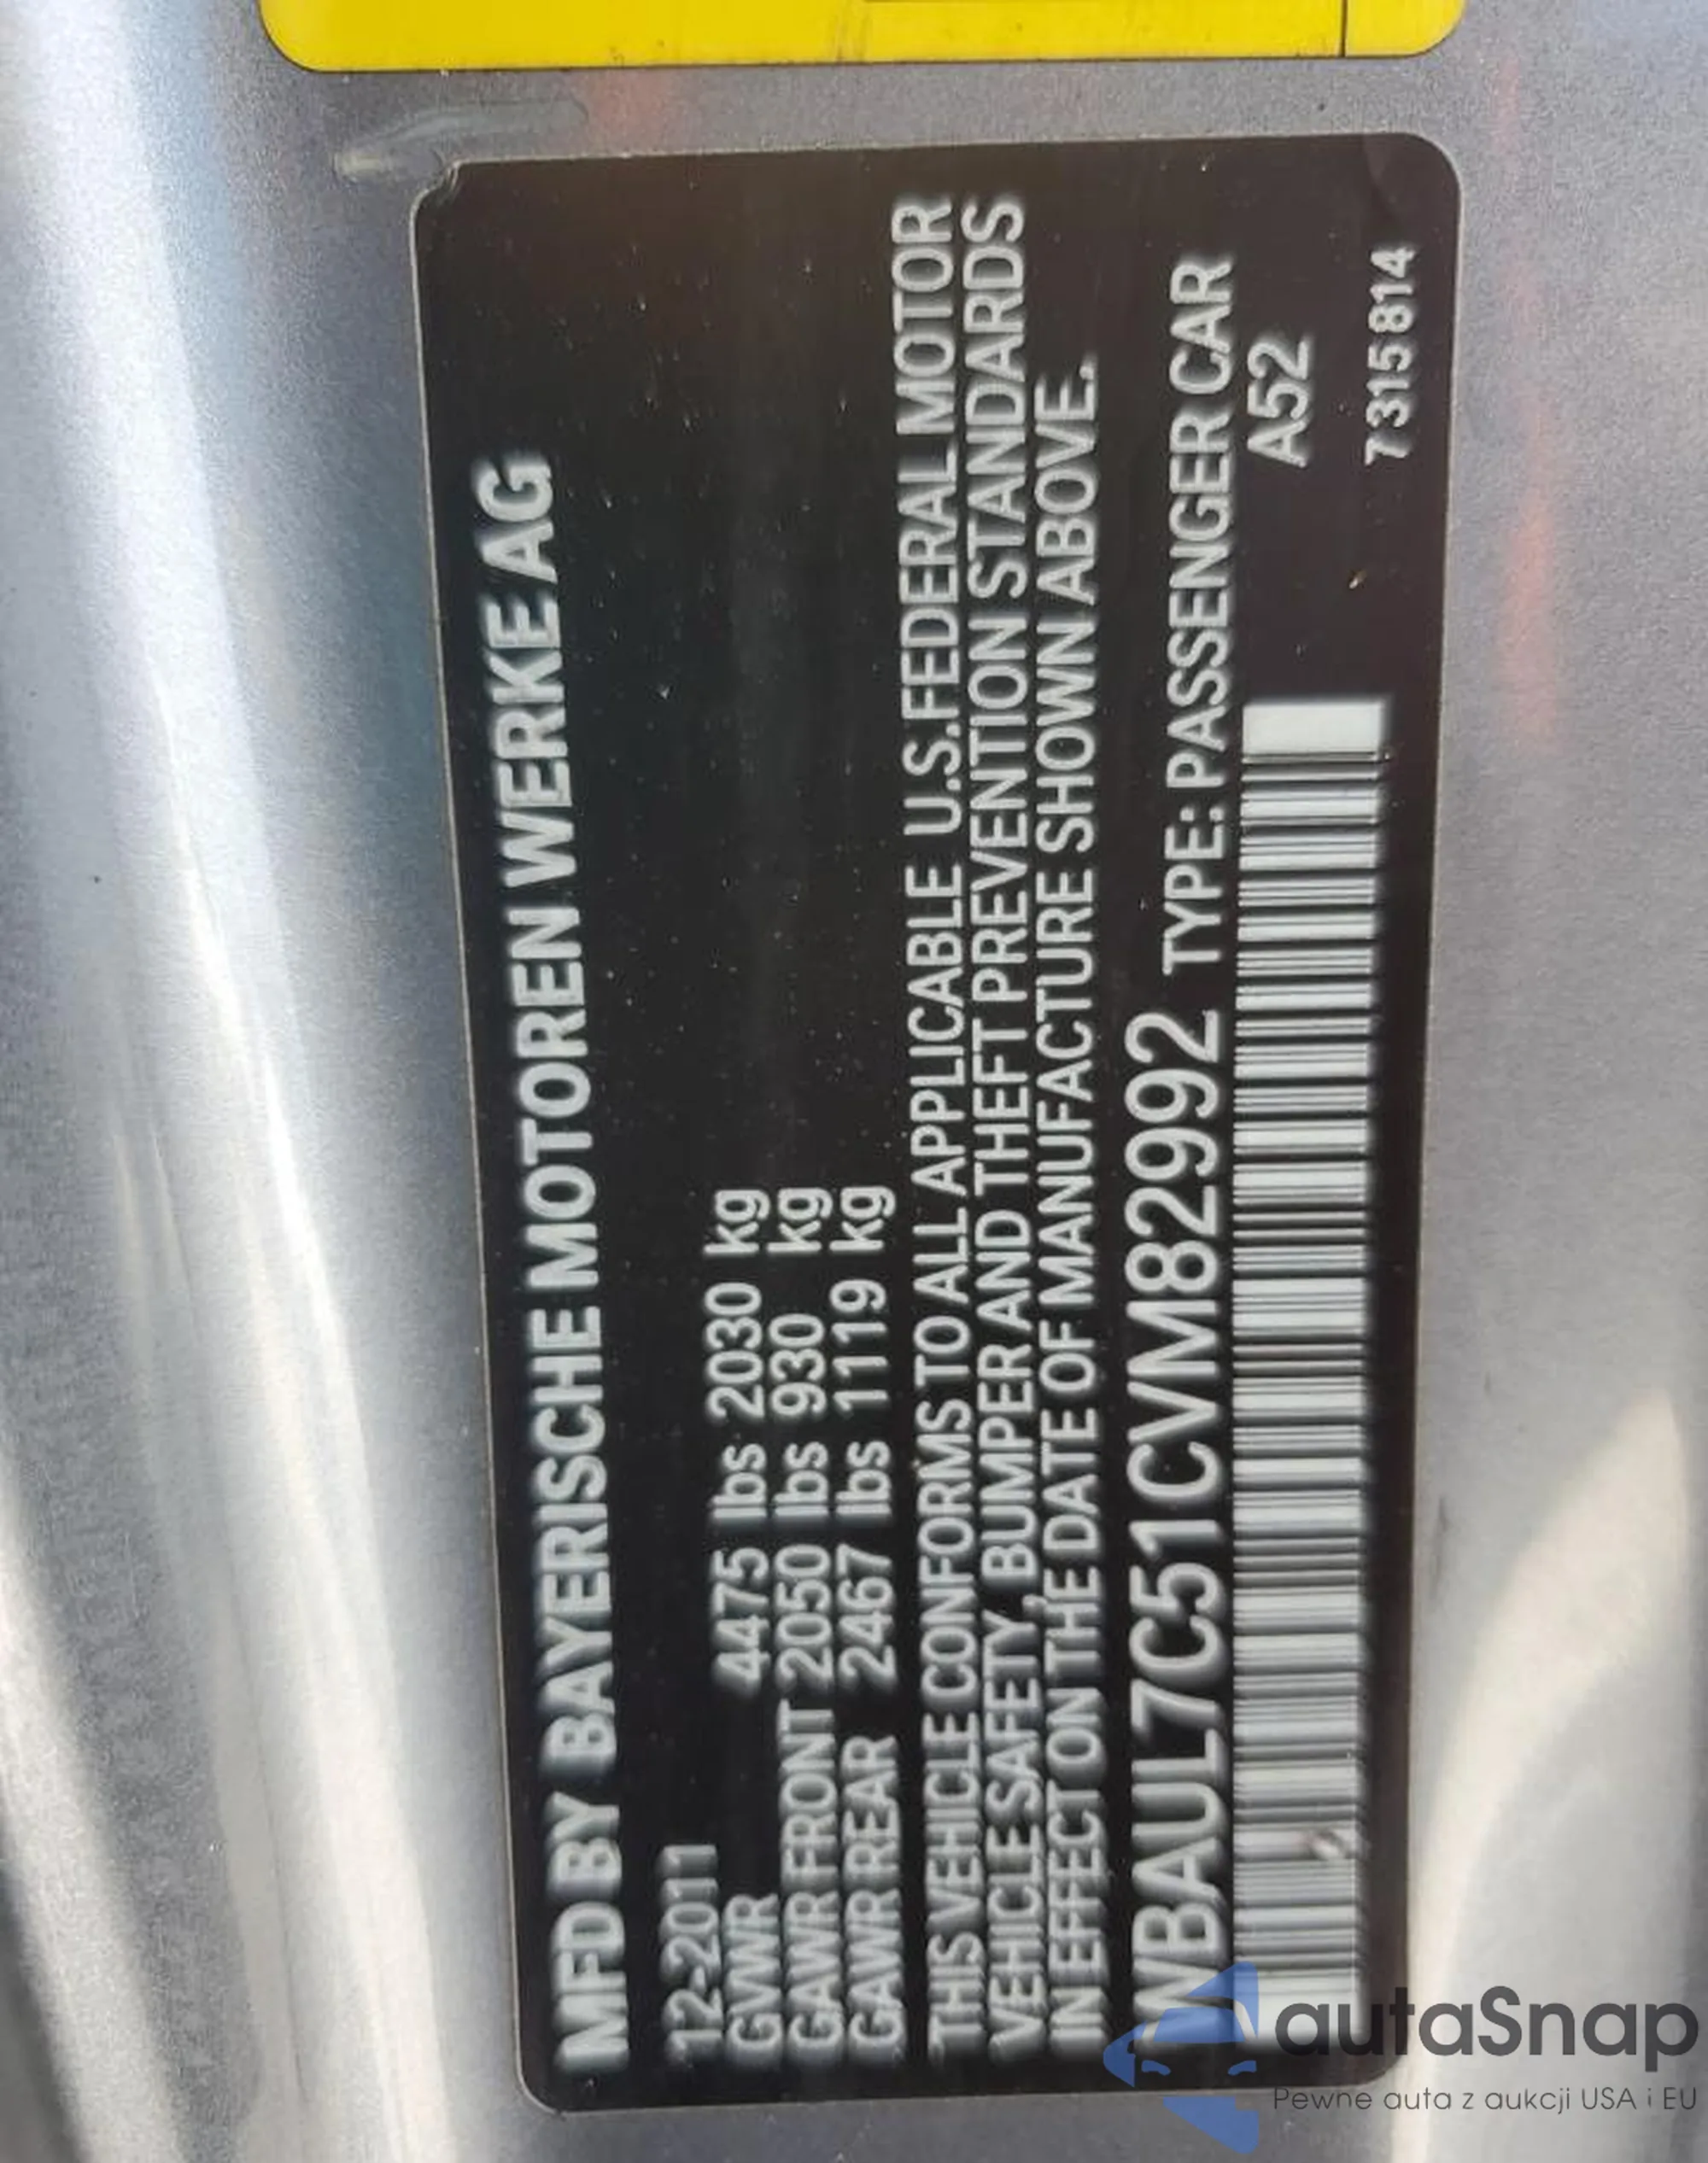 MFD BY BAYERISCHE MOTOREN WERKE AG
12-2011
GVWR 4475 lbs 2030 kg
GAWR FRONT 2050 lbs 930 kg
GAWR REAR 2467 lbs 1119 kg
THIS VEHICLE CONFORMS TO ALL APPLICABLE U.S.FEDERAL MOTOR
VEHICLE SAFETY, BUMPER AND THEFT PREVENTION STANDARDS
IN EFFECT ON THE DATE OF MANUFACTURE SHOWN ABOVE.
WBAUL7C51CVM82992 TYPE: PASSENGER CAR
A52
7315814
autaSnap
Pewne auta z aukcji USA i EU